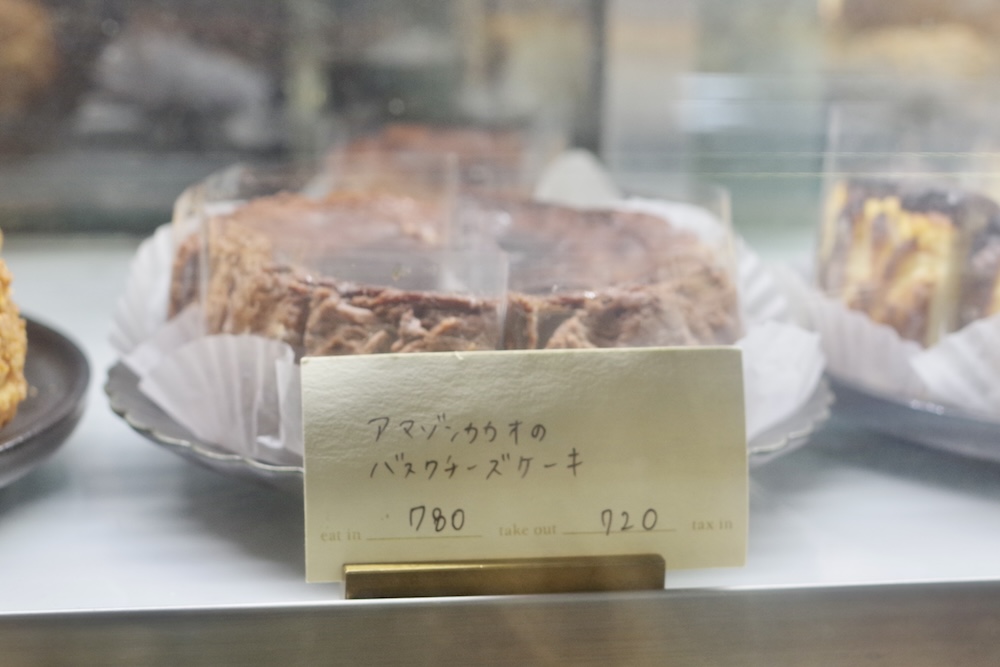 アマゾンカカオの
バスクチーズケーキ
eat in 780 take out 720 tax in